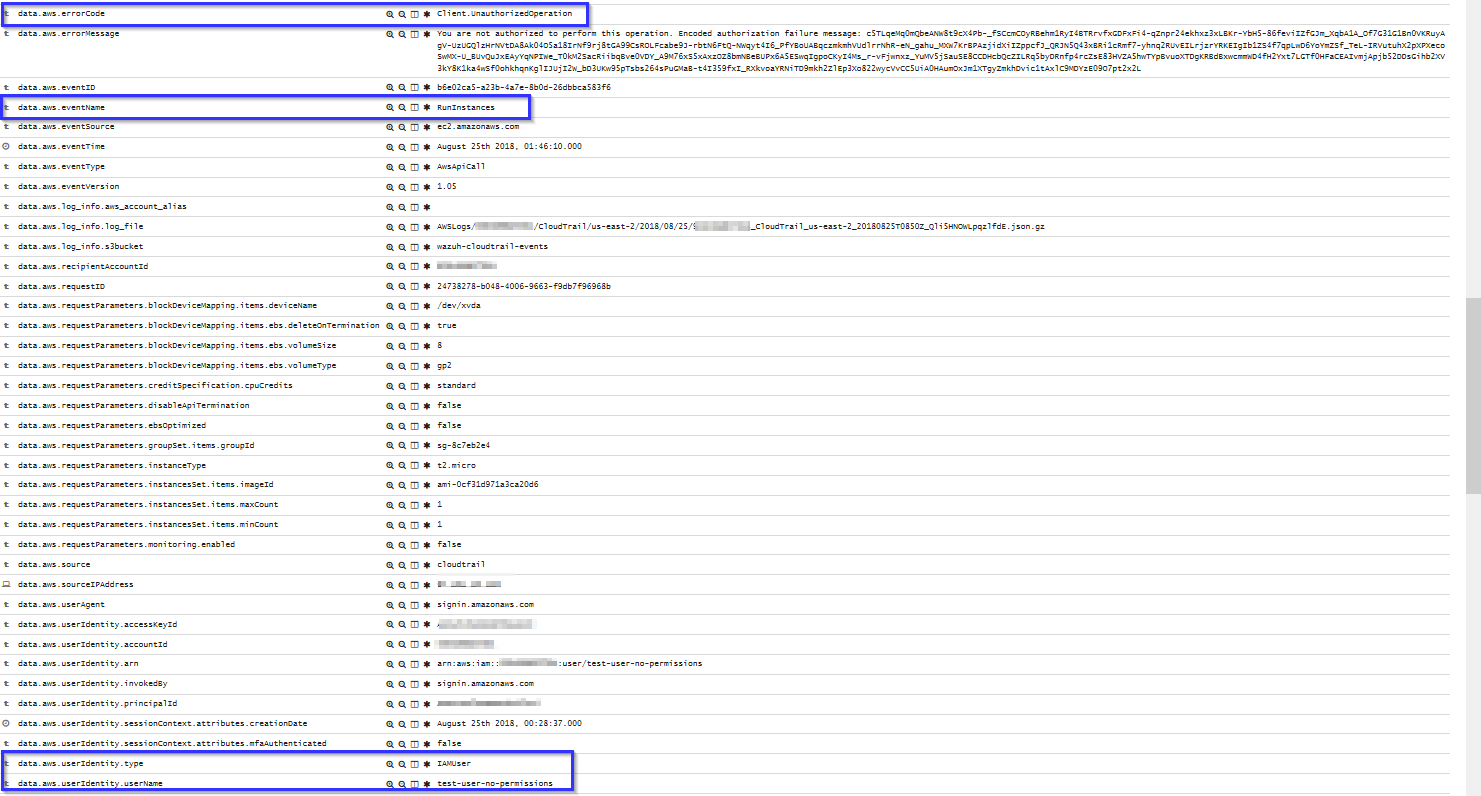 data.aws.errorCode Client.UnauthorizedOperation
data.aws.errorMessage You are not authorized to perform this operation. Encoded authorization failure message:
data.aws.eventID b6e02ca5-a23b-4a7e-8b0d-26dbbca583f6
data.aws.eventName RunInstances
data.aws.eventSource ec2.amazonaws.com
data.aws.eventTime August 25th 2018, 01:46:10.000
data.aws.eventType AwsApiCall
data.aws.eventVersion 1.05
data.aws.log_info.aws_account_alias
data.aws.log_info.log_file AWSLogs/ /CloudTrail/us-east-2/2018/08/25/ _CloudTrail_us-east-2_20180825T0850Z_Qli5HNOWLpqzlfdE.json.gz
data.aws.log_info.s3bucket wazuh-cloudtrail-events
data.aws.recipientAccountId
data.aws.requestID 24738278-b048-4006-9663-f9db7f96968b
data.aws.requestParameters.blockDeviceMapping.items.deviceName /dev/xvda
data.aws.requestParameters.blockDeviceMapping.items.ebs.deleteOnTermination true
data.aws.requestParameters.blockDeviceMapping.items.ebs.volumeSize 8
data.aws.requestParameters.blockDeviceMapping.items.ebs.volumeType gp2
data.aws.requestParameters.creditSpecification.cpuCredits standard
data.aws.requestParameters.disableApiTermination false
data.aws.requestParameters.ebsOptimized false
data.aws.requestParameters.groupSet.items.groupId sg-8c7eb2e4
data.aws.requestParameters.instanceType t2.micro
data.aws.requestParameters.instancesSet.items.imageId ami-0cf31d971a3ca20d6
data.aws.requestParameters.instancesSet.items.maxCount 1
data.aws.requestParameters.instancesSet.items.minCount 1
data.aws.requestParameters.monitoring.enabled false
data.aws.source cloudtrail
data.aws.sourceIPAddress
data.aws.userAgent signin.amazonaws.com
data.aws.userIdentity.accessKeyId
data.aws.userIdentity.accountId
data.aws.userIdentity.arn arn:aws:iam:: :user/test-user-no-permissions
data.aws.userIdentity.invokedBy signin.amazonaws.com
data.aws.userIdentity.principalId
data.aws.userIdentity.sessionContext.attributes.creationDate August 25th 2018, 00:28:37.000
data.aws.userIdentity.sessionContext.attributes.mfaAuthenticated false
data.aws.userIdentity.type IAMUser
data.aws.userIdentity.userName test-user-no-permissions